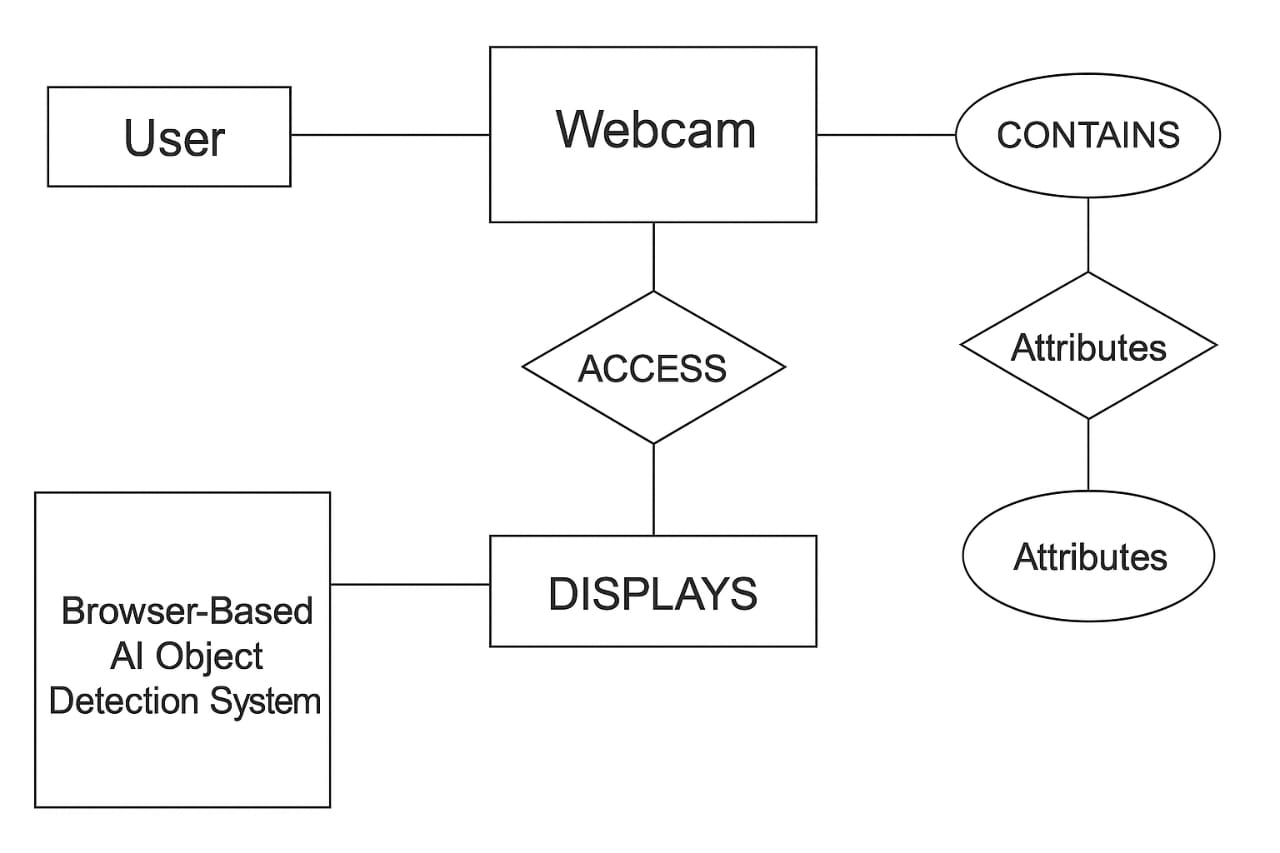 User
Webcam
CONTAINS
ACCESS
Attributes
Browser-Based
AI Object
Detection System
DISPLAYS
Attributes